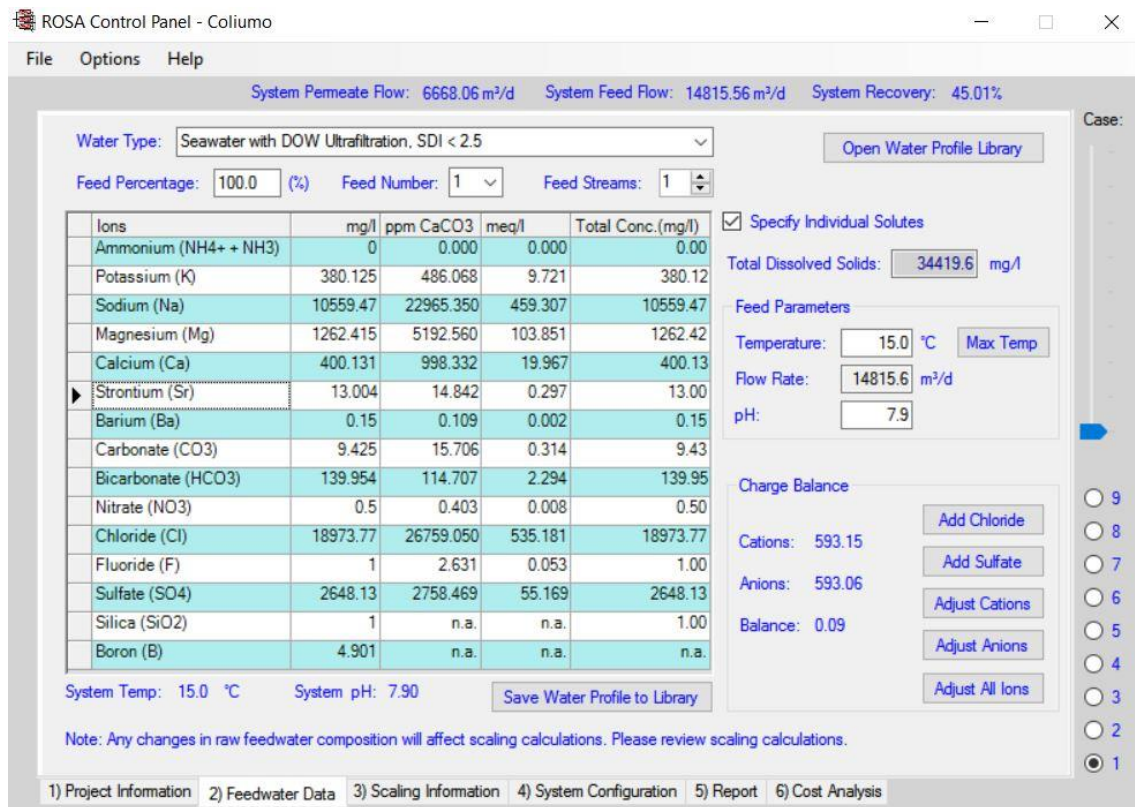 ROSA Control Panel - Coliumo
File Options Help
System Permeate Flow: 6668.06 m³/d System Feed Flow: 14815.56 m³/d System Recovery: 45.01%
Case:
Water Type: Seawater with DOW Ultrafiltration, SDI < 2.5
Open Water Profile Library
Feed Percentage: 100.0 (%) Feed Number: 1 Feed Streams: 1
Ions mg/l ppm CaCO3 meq/l Total Conc.(mg/l)
Ammonium (NH4+ + NH3) 0 0.000 0.000 0.00
Potassium (K) 380.125 486.068 9.721 380.12
Sodium (Na) 10559.47 22965.350 459.307 10559.47
Magnesium (Mg) 1262.415 5192.560 103.851 1262.42
Calcium (Ca) 400.131 998.332 19.967 400.13
Strontium (Sr) 13.004 14.842 0.297 13.00
Barium (Ba) 0.15 0.109 0.002 0.15
Carbonate (CO3) 9.425 15.706 0.314 9.43
Bicarbonate (HCO3) 139.954 114.707 2.294 139.95
Nitrate (NO3) 0.5 0.403 0.008 0.50
Chloride (Cl) 18973.77 26759.050 535.181 18973.77
Fluoride (F) 1 2.631 0.053 1.00
Sulfate (SO4) 2648.13 2758.469 55.169 2648.13
Silica (SiO2) 1 n.a. n.a. 1.00
Boron (B) 4.901 n.a. n.a. n.a.
Specify Individual Solutes
Total Dissolved Solids: 34419.6 mg/l
Feed Parameters
Temperature: 15.0 °C Max Temp
Flow Rate: 14815.6 m³/d
pH: 7.9
Charge Balance
Add Chloride
Cations: 593.15
Add Sulfate
Anions: 593.06
Adjust Cations
Balance: 0.09
Adjust Anions
Adjust All Ions
9
8
7
6
5
4
3
2
1
System Temp: 15.0 °C System pH: 7.90 Save Water Profile to Library
Note: Any changes in raw feedwater composition will affect scaling calculations. Please review scaling calculations.
1) Project Information 2) Feedwater Data 3) Scaling Information 4) System Configuration 5) Report 6) Cost Analysis